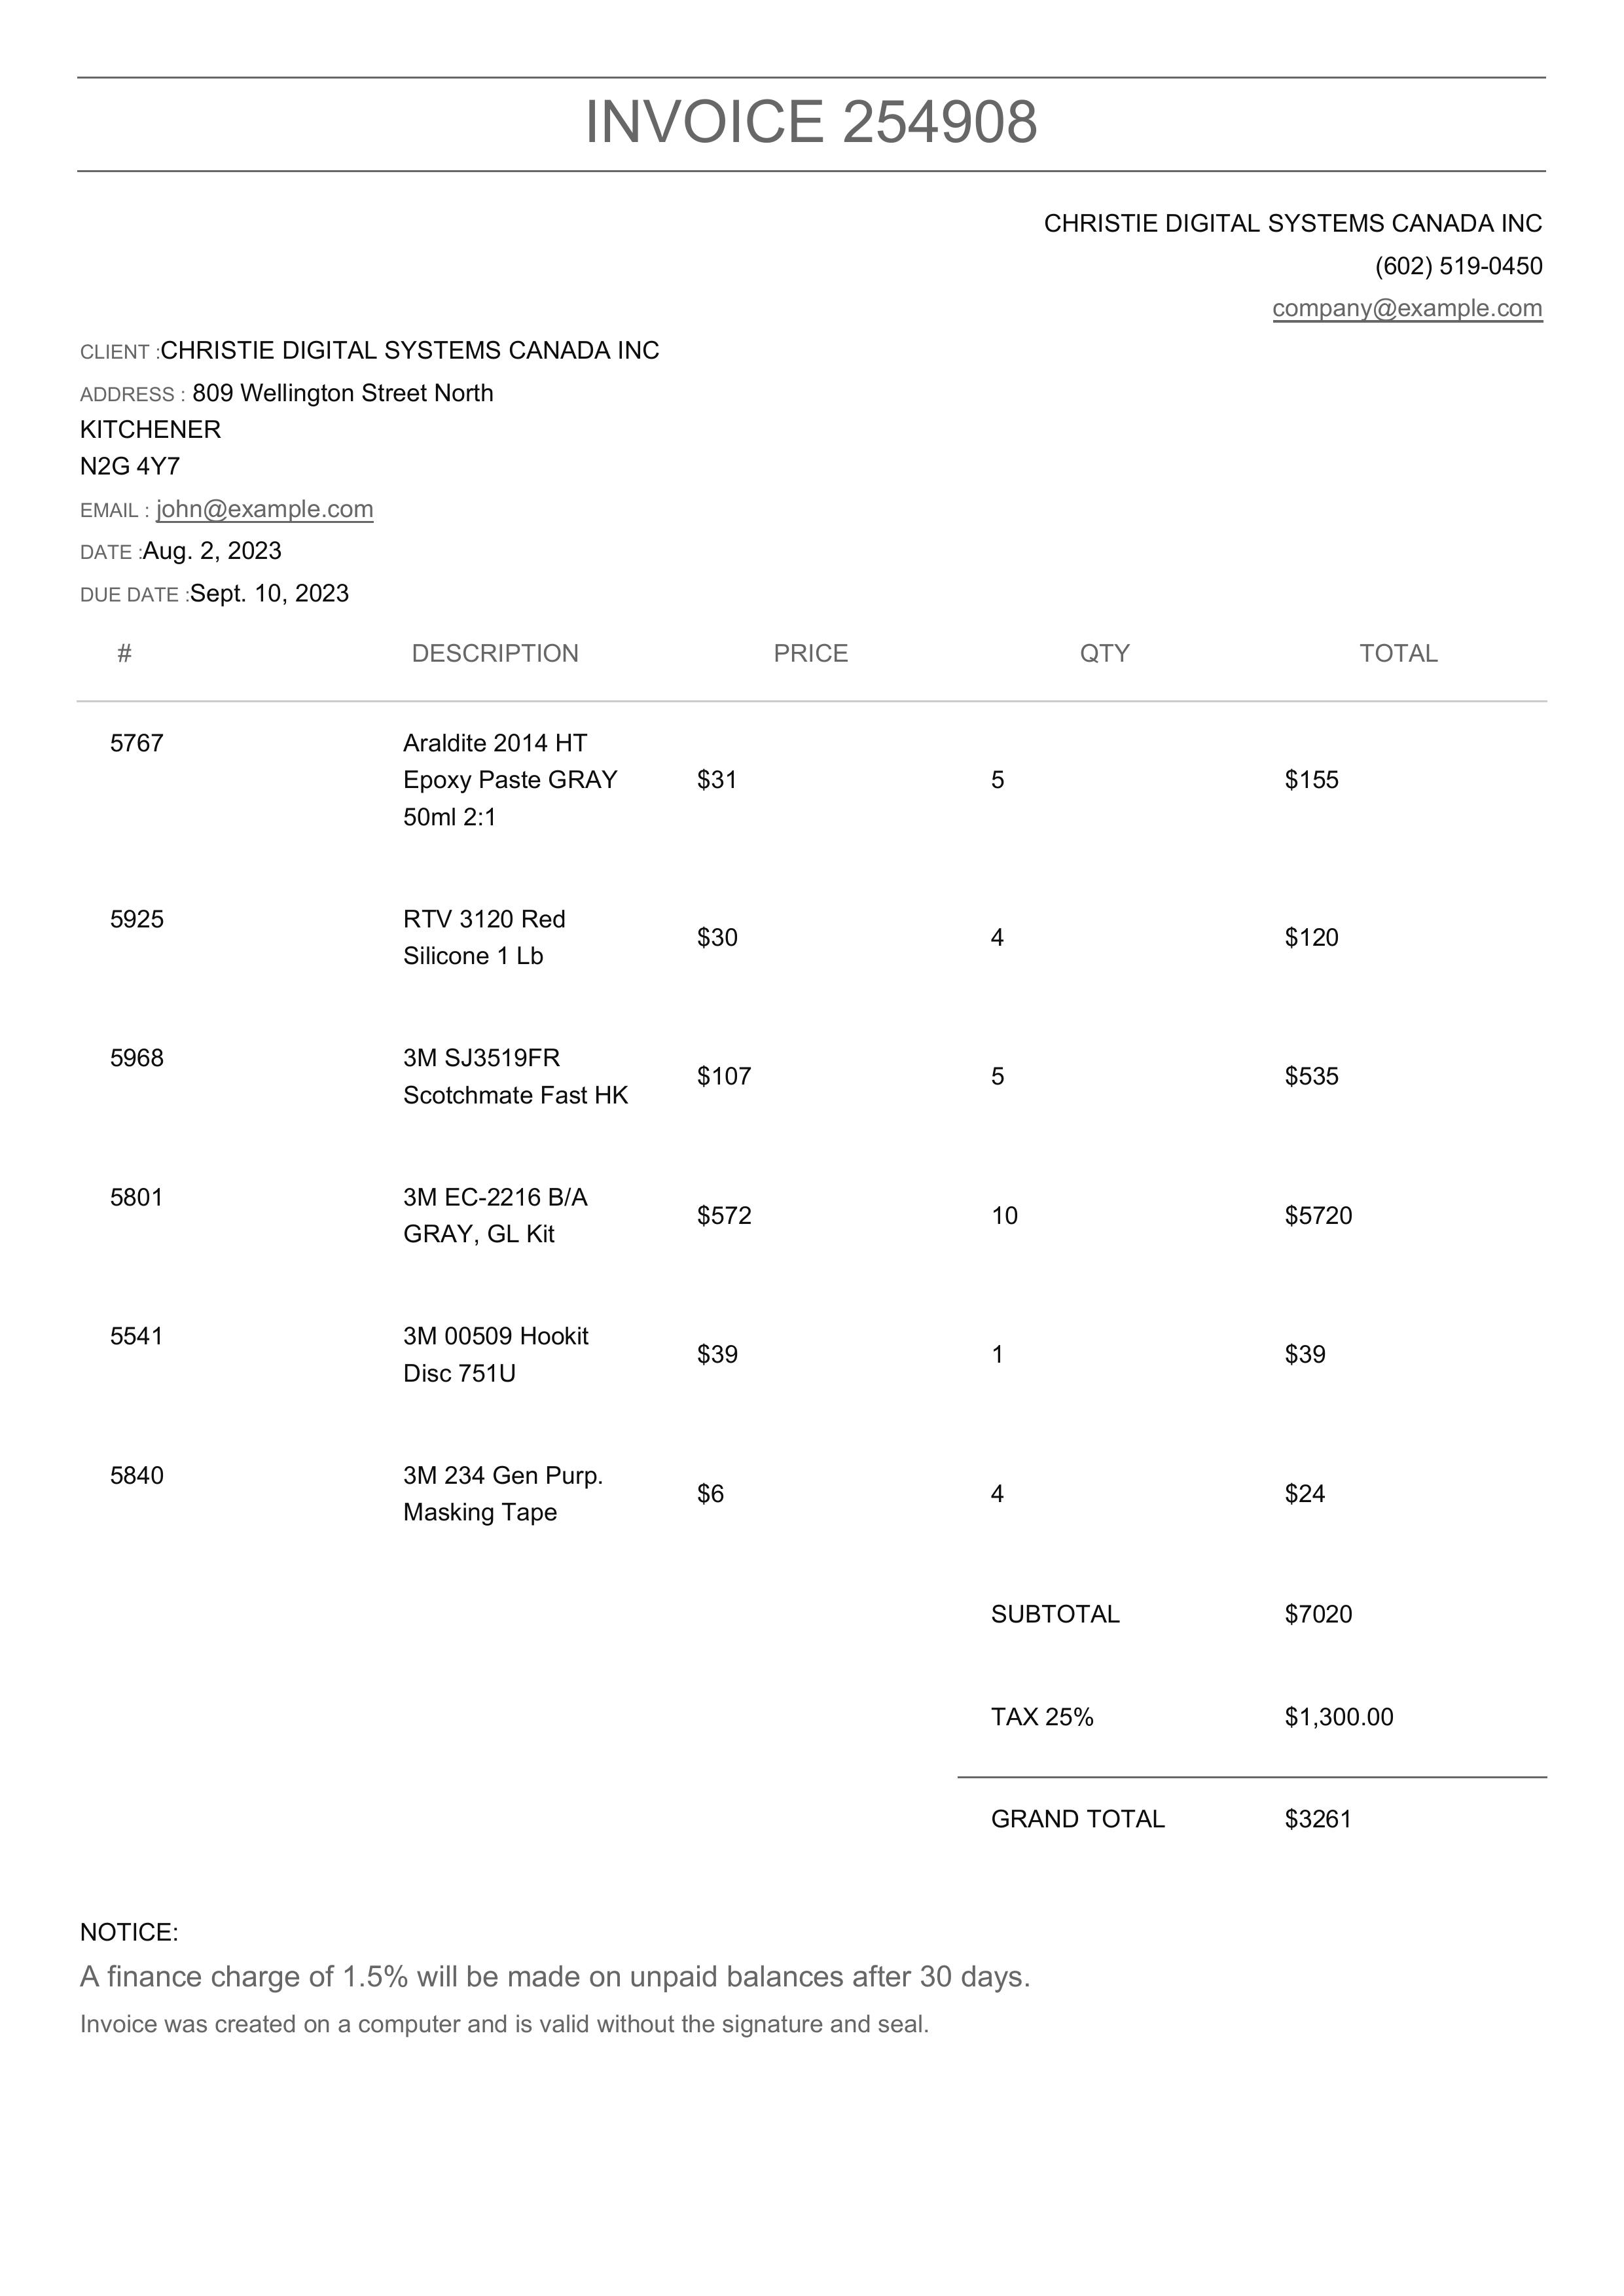 INVOICE 254908
CHRISTIE DIGITAL SYSTEMS CANADA INC
(602) 519-0450
company@example.com
CLIENT :CHRISTIE DIGITAL SYSTEMS CANADA INC
ADDRESS : 809 Wellington Street North
KITCHENER
N2G 4Y7
EMAIL : john@example.com
DATE :Aug. 2, 2023
DUE DATE :Sept. 10, 2023
# DESCRIPTION PRICE QTY TOTAL
5767 Araldite 2014 HT
Epoxy Paste GRAY $31 5 $155
50ml 2:1
5925 RTV 3120 Red
Silicone 1 Lb $30 4 $120
5968 3M SJ3519FR
Scotchmate Fast HK $107 5 $535
5801 3M EC-2216 B/A
GRAY, GL Kit $572 10 $5720
5541 3M 00509 Hookit
Disc 751U $39 1 $39
5840 3M 234 Gen Purp.
Masking Tape $6 4 $24
SUBTOTAL $7020
TAX 25% $1,300.00
GRAND TOTAL $3261
NOTICE:
A finance charge of 1.5% will be made on unpaid balances after 30 days.
Invoice was created on a computer and is valid without the signature and seal.